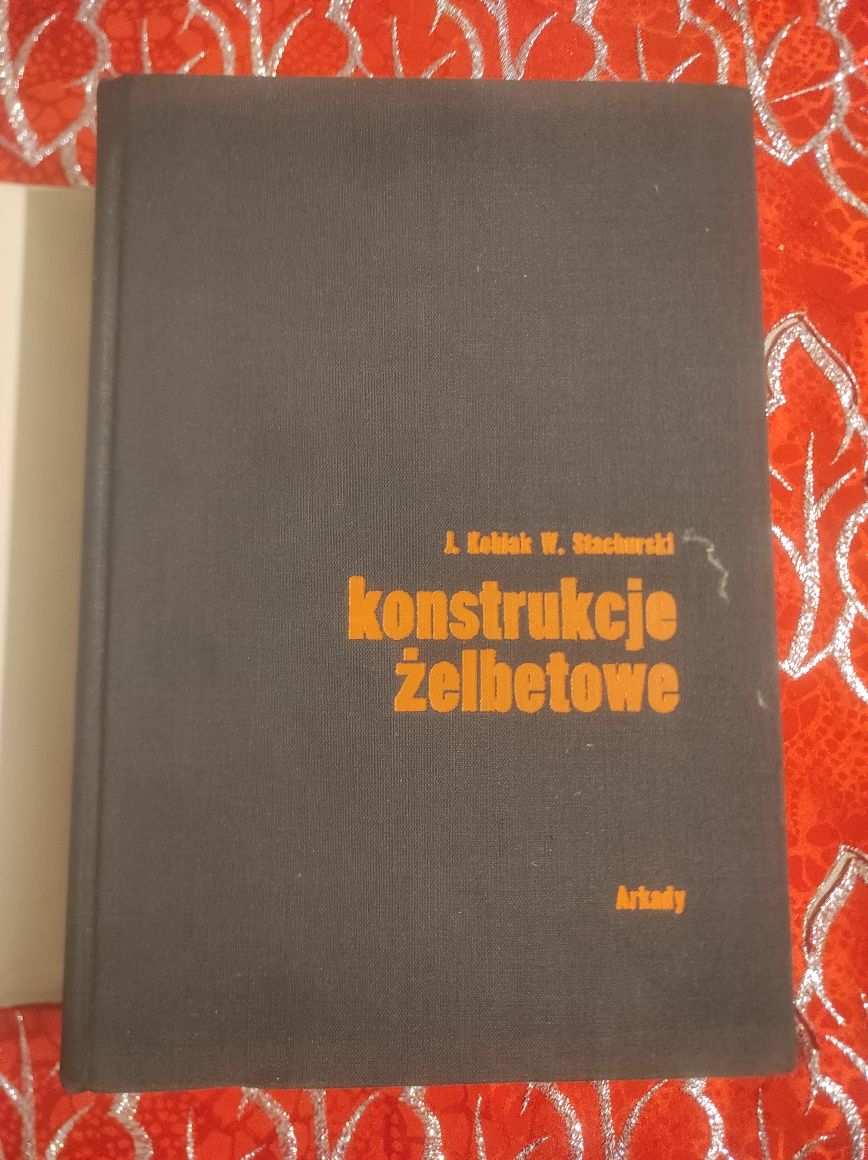 J. Kobiak W. Stachurski
konstrukcje
żelbetowe
Arkady